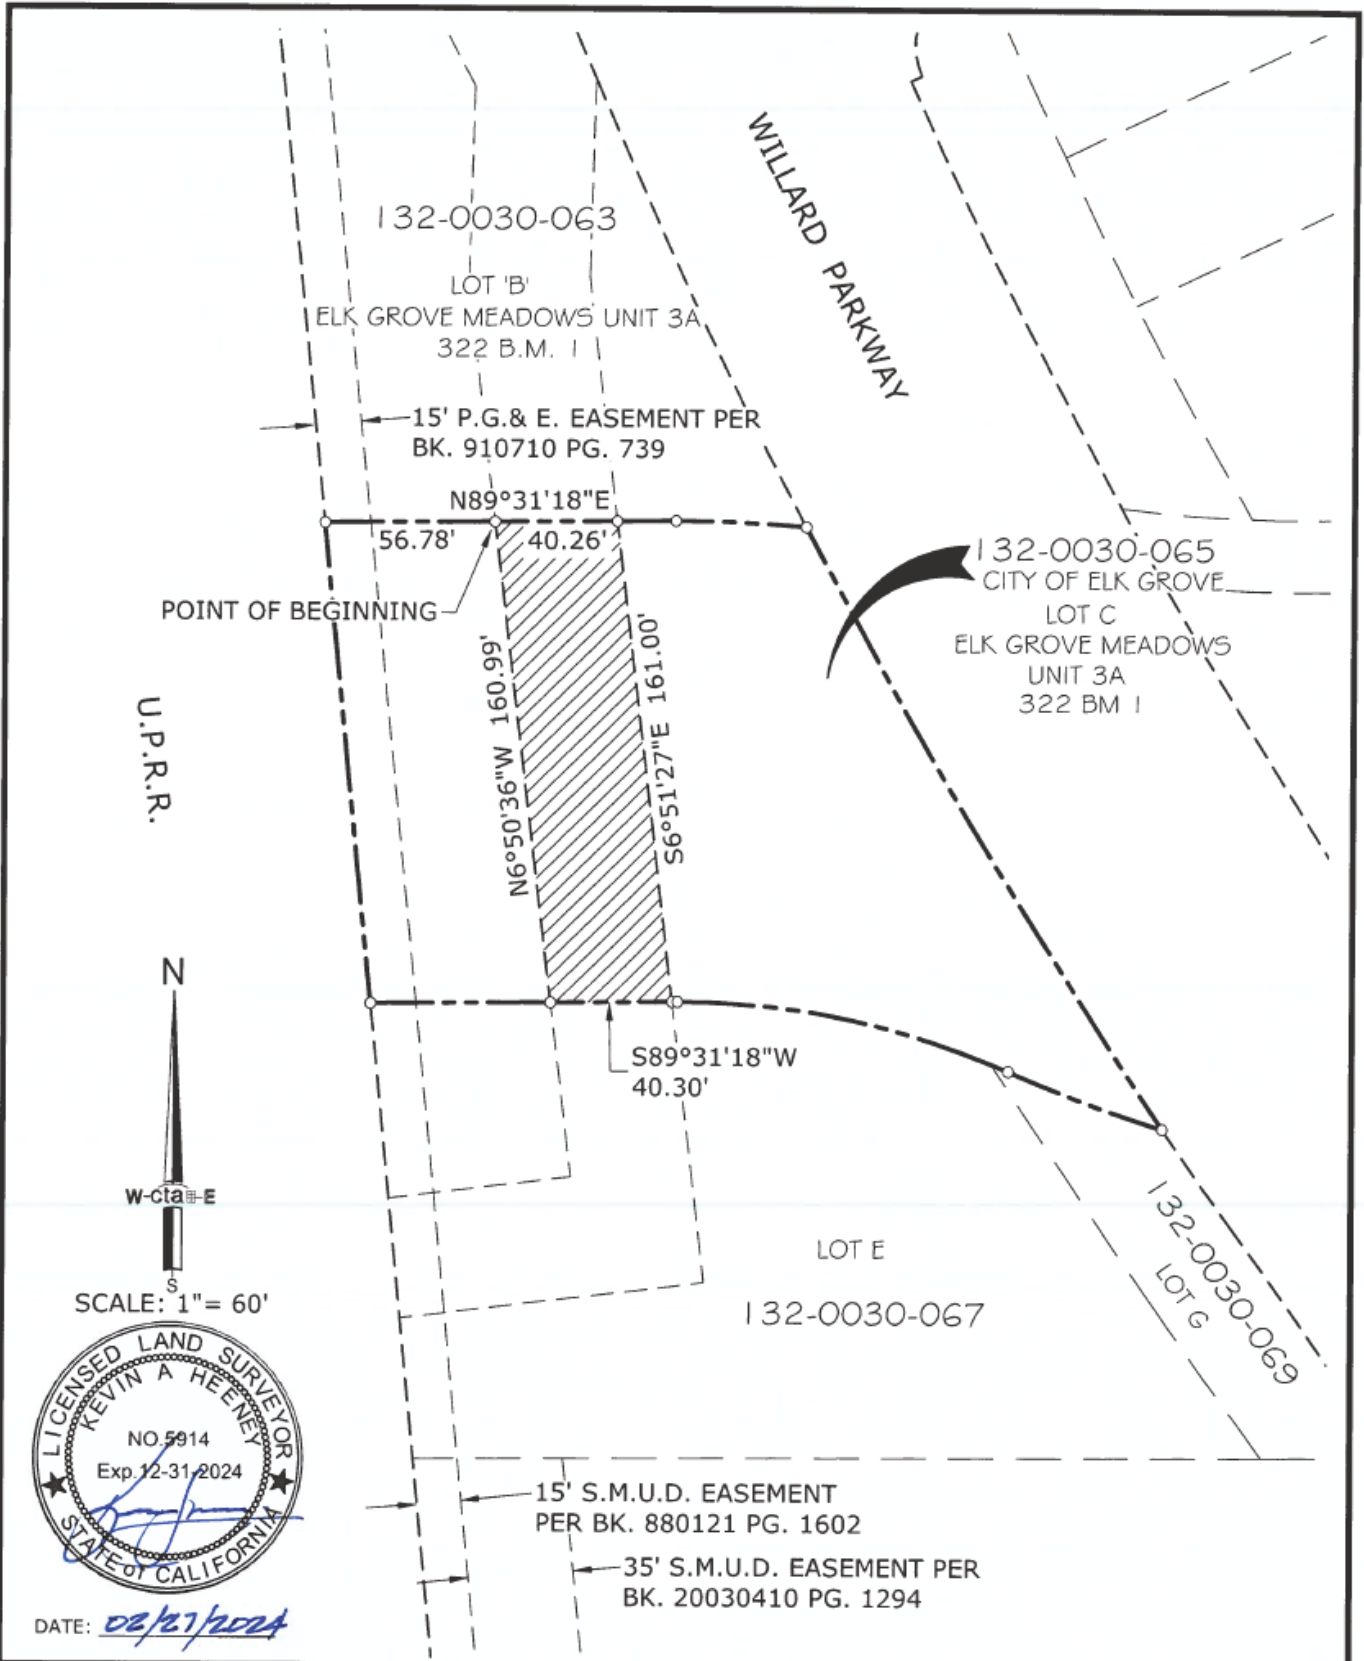 WILLARD PARKWAY
132-0030-063
LOT 'B'
ELK GROVE MEADOWS UNIT 3A
322 B.M. 1
15' P.G.& E. EASEMENT PER
BK. 910710 PG. 739
N89°31'18"E
56.78'
40.26'
POINT OF BEGINNING
132-0030-065
CITY OF ELK GROVE
LOT C
ELK GROVE MEADOWS
UNIT 3A
322 BM 1
N6°50'36"W 160.99'
S6°51'27"E 161.00'
U.P.R.R.
S89°31'18"W
40.30'
N
W-cta-E
S
SCALE: 1"= 60'
LOT E
132-0030-067
132-0030-069
LOT G
LICENSED LAND SURVEYOR
KEVIN A HEENEY
NO.5914
Exp.12-31-2024
STATE of CALIFORNIA
DATE: 02/27/2024
15' S.M.U.D. EASEMENT
PER BK. 880121 PG. 1602
35' S.M.U.D. EASEMENT PER
BK. 20030410 PG. 1294